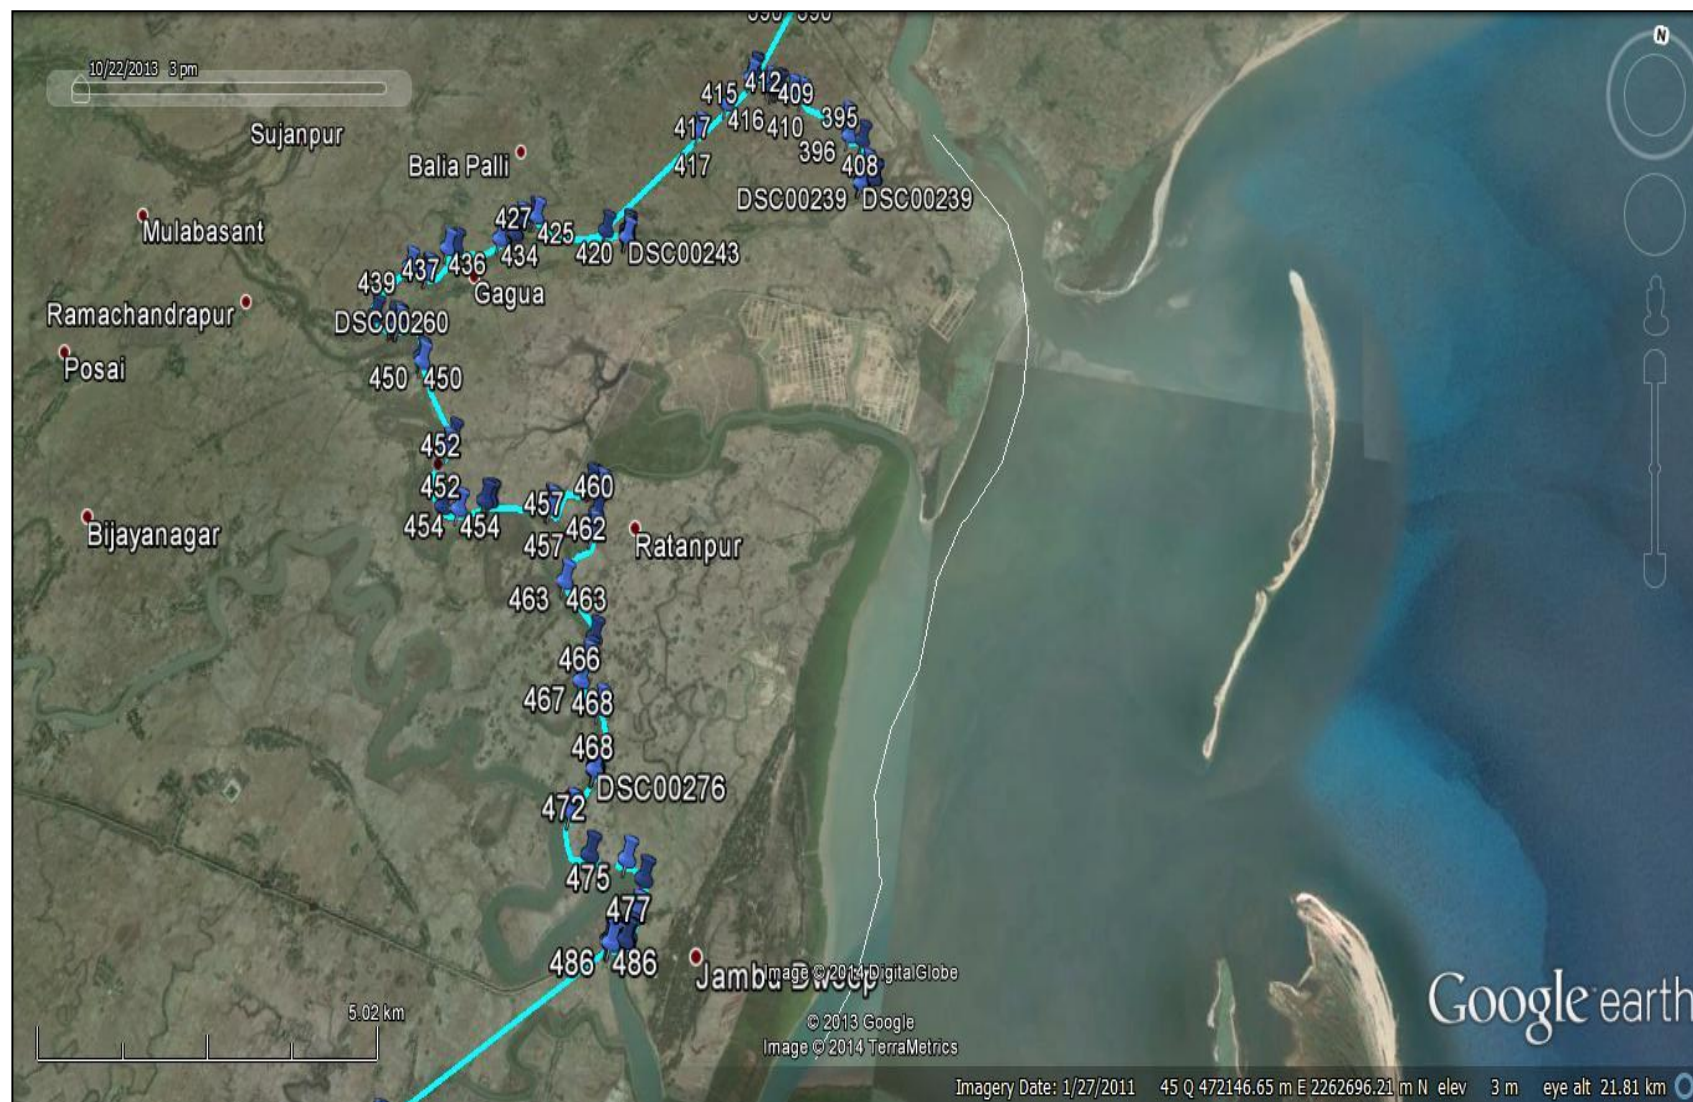 390 390
10/22/2013 3 pm
412
415
409
416
410
395
417
396
417
408
Sujanpur
Balia Palli
DSC00239
DSC00239
Mulabasant
427
425
434
420
DSC00243
436
437
439
Gagua
Ramachandrapur
DSC00260
Posai
450
450
452
452
460
457
454
454
462
457
Bijayanagar
Ratanpur
463
463
466
467
468
468
DSC00276
472
475
477
486
486
Jambu Dweep
Image © 2014 DigitalGlobe
5.02 km
© 2013 Google
Image © 2014 TerraMetrics
Google earth
N
Imagery Date: 1/27/2011 45 Q 472146.65 m E 2262696.21 m N elev 3 m eye alt 21.81 km